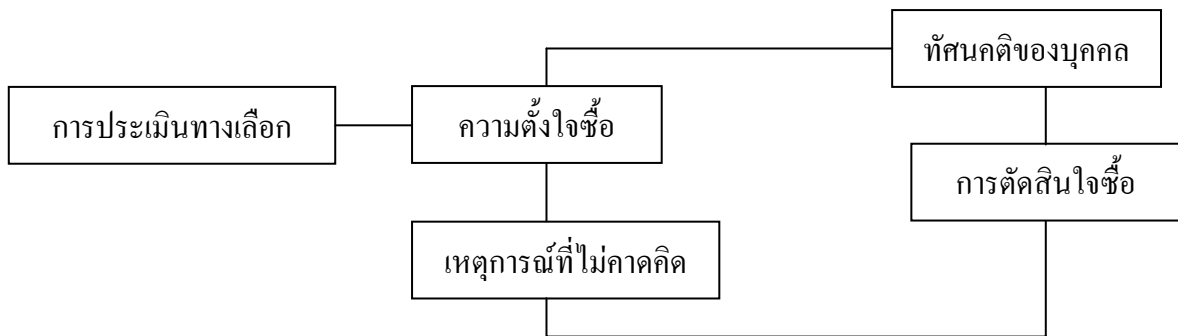 ทัศนคติของบุคคล
การประเมินทางเลือก
ความตั้งใจซื้อ
การตัดสินใจซื้อ
เหตุการณ์ที่ไม่คาดคิด